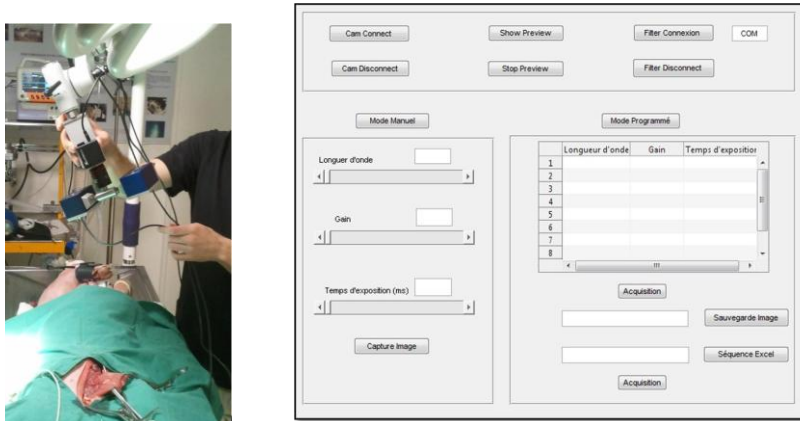 Cam Connect
Show Preview
Filter Connexion
COM
Cam Disconnect
Stop Preview
Filter Disconnect
Mode Manuel
Mode Programmé
Longuer d'onde
Gain
Temps d'exposition (ms)
Capture Image
Longueur d'onde Gain Temps d'exposition
1
2
3
4
5
6
7
8
Acquisition
Sauvegarde Image
Séquence Excel
Acquisition